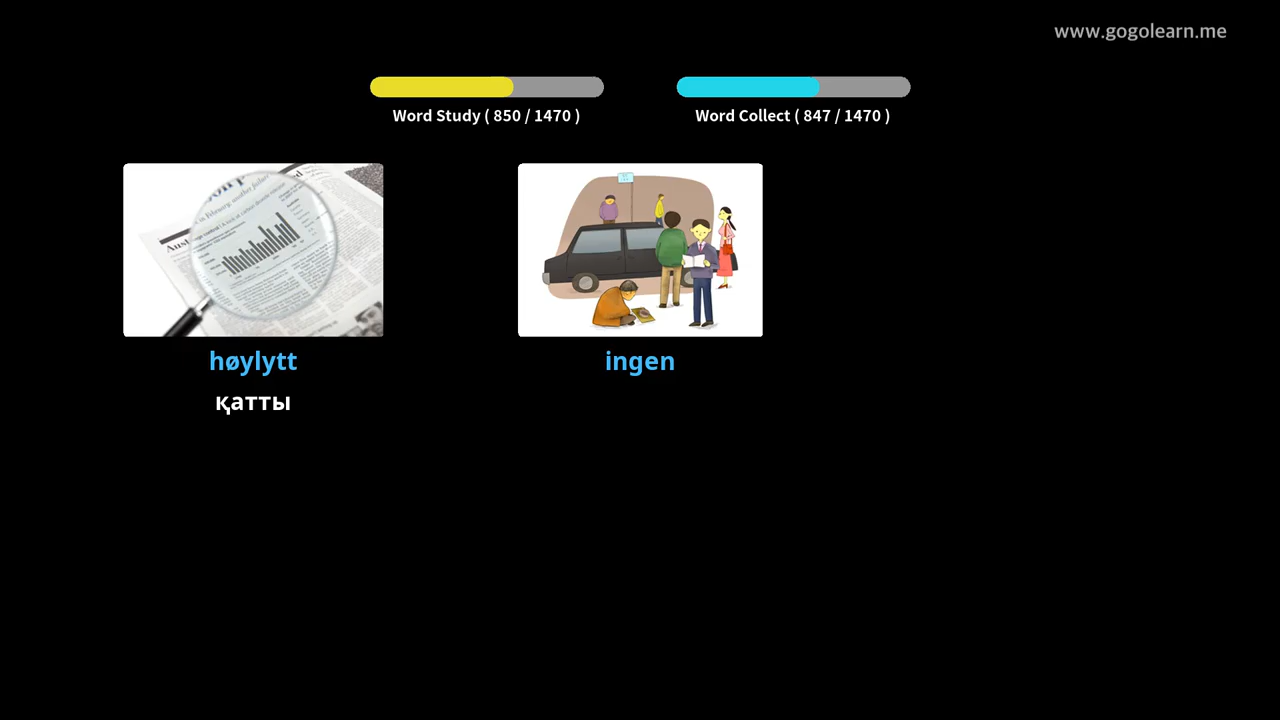 www.gogolearn.me
Word Study ( 850 / 1470 )
Word Collect ( 847 / 1470 )
høylytt
ingen
қатты